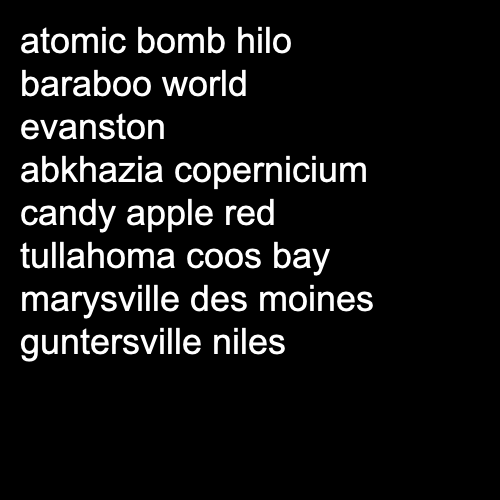 atomic bomb hilo
baraboo world
evanston
abkhazia copernicium
candy apple red
tullahoma coos bay
marysville des moines
guntersville niles